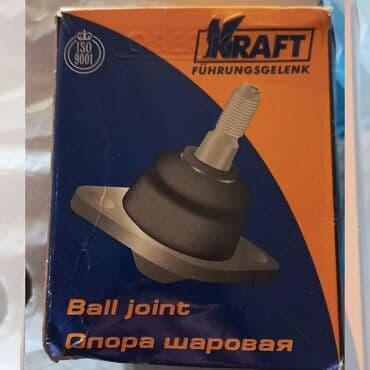 ISO
9001
KRAFT
FÜHRUNGSGELENK
Ball joint
Опора шаровая